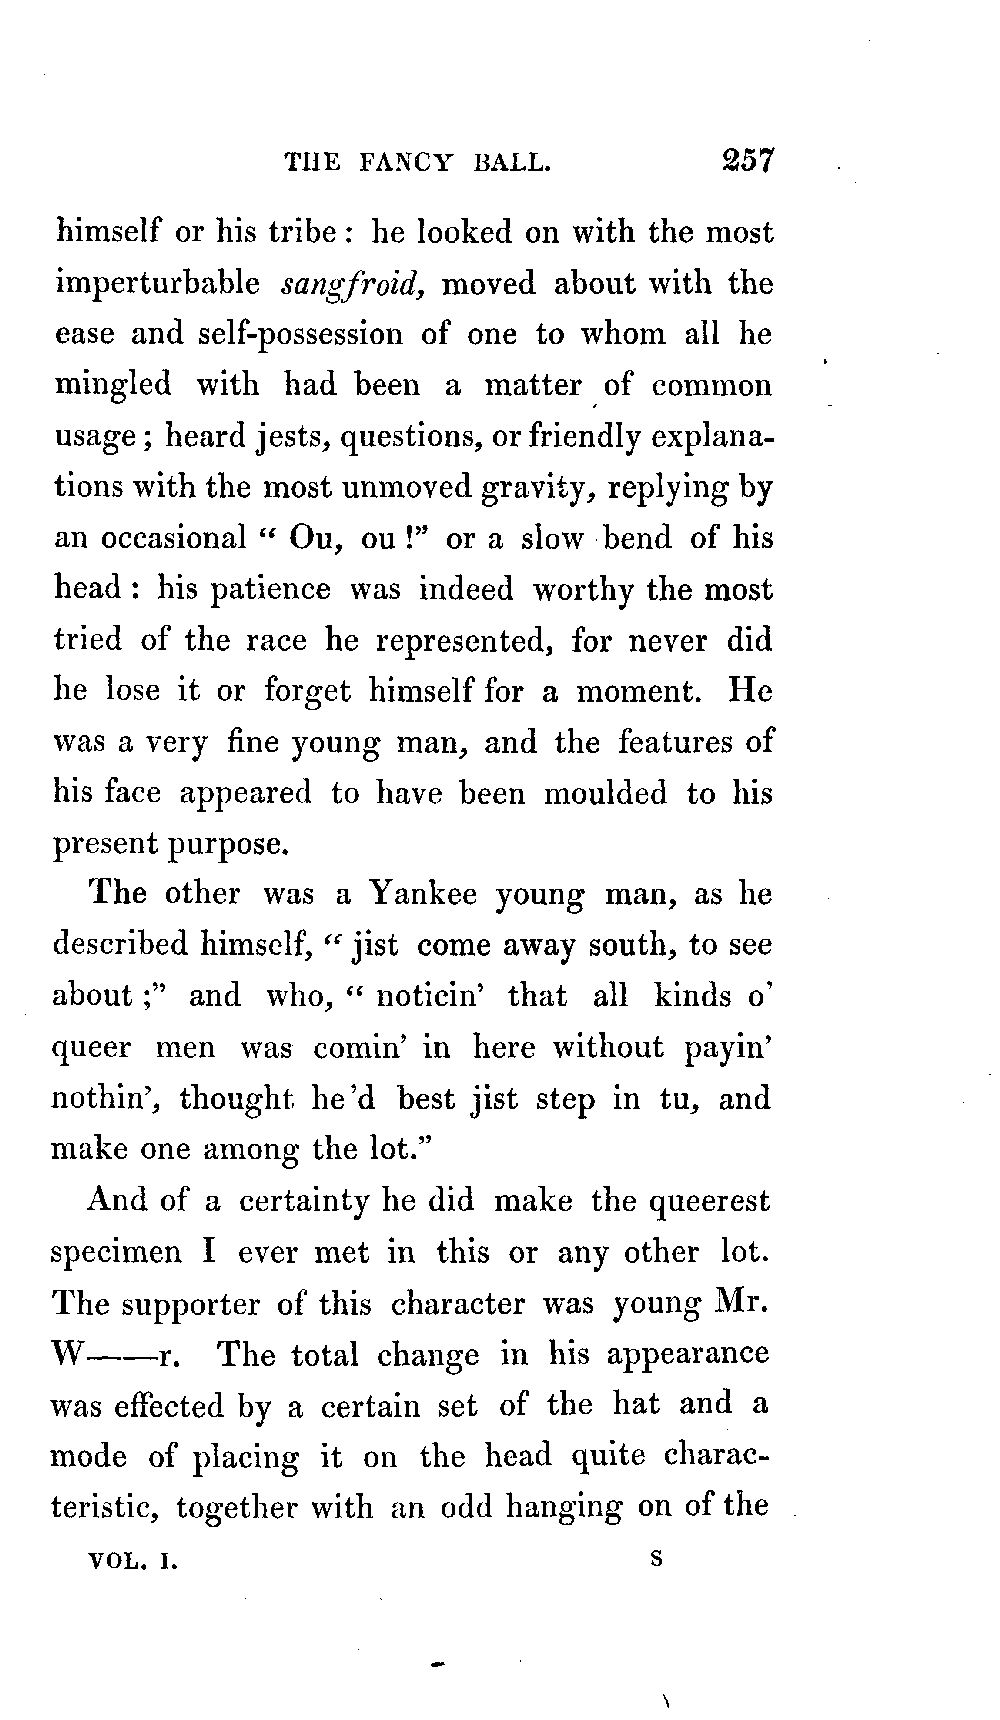 THE FANCY BALL. 257
himself or his tribe : he looked on with the most
imperturbable sangfroid, moved about with the
ease and self-possession of one to whom all he
mingled with had been a matter of common
usage ; heard jests, questions, or friendly explana-
tions with the most unmoved gravity, replying by
an occasional “ Ou, ou !” or a slow bend of his
head : his patience was indeed worthy the most
tried of the race he represented, for never did
he lose it or forget himself for a moment. He
was a very fine young man, and the features of
his face appeared to have been moulded to his
present purpose.
The other was a Yankee young man, as he
described himself, “ jist come away south, to see
about ;” and who, “ noticin’ that all kinds o’
queer men was comin’ in here without payin’
nothin’, thought he ’d best jist step in tu, and
make one among the lot.”
And of a certainty he did make the queerest
specimen I ever met in this or any other lot.
The supporter of this character was young Mr.
W——r. The total change in his appearance
was effected by a certain set of the hat and a
mode of placing it on the head quite charac-
teristic, together with an odd hanging on of the
VOL. I. S